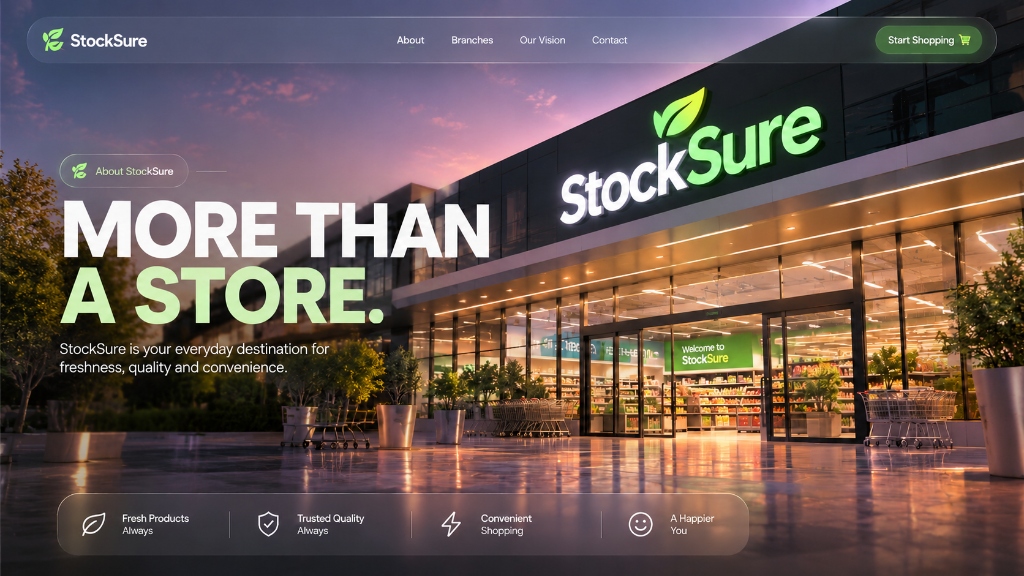 StockSure
About
Branches
Our Vision
Contact
Start Shopping
About StockSure
MORE THAN
A STORE.
StockSure is your everyday destination for
freshness, quality and convenience.
StockSure
Welcome to
StockSure
Fresh Products
Always
Trusted Quality
Always
Convenient
Shopping
A Happier
You